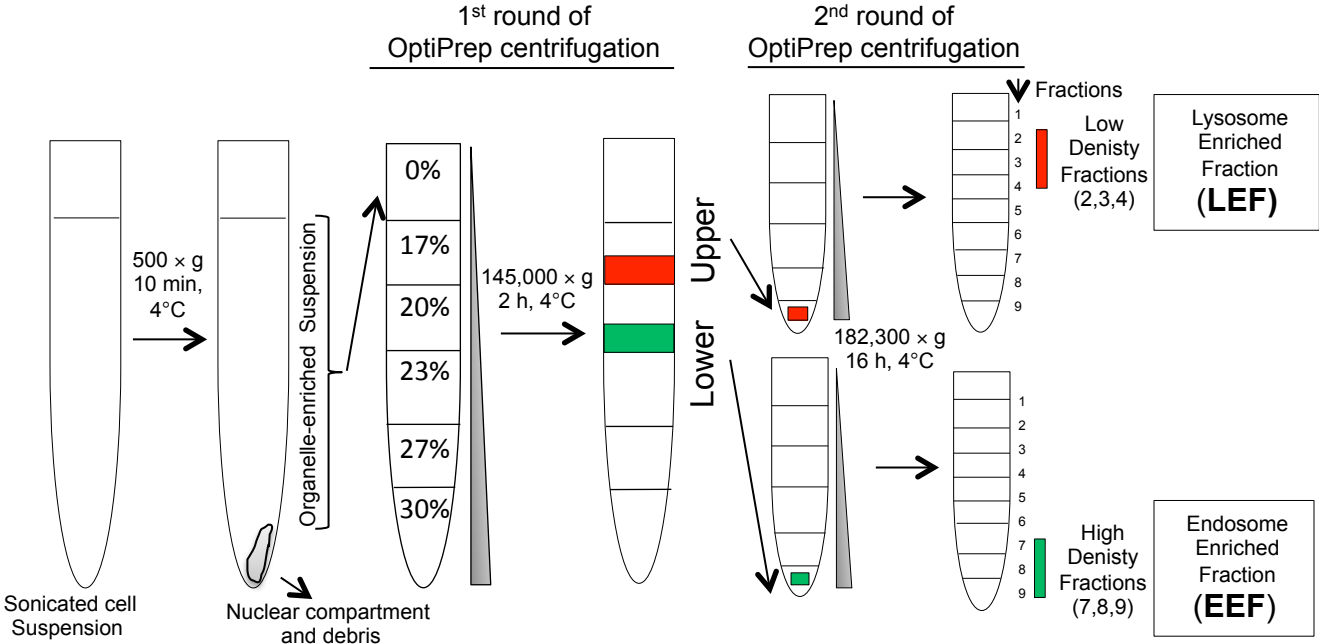 1st round of
OptiPrep centrifugation
2nd round of
OptiPrep centrifugation
Sonicated cell
Suspension
500 × g
10 min,
4°C
Nuclear compartment
and debris
Organelle-enriched Suspension
0%
17%
20%
23%
27%
30%
145,000 × g
2 h, 4°C
Upper
Lower
182,300 × g
16 h, 4°C
Fractions
1
2
3
4
5
6
7
8
9
Low
Denisty
Fractions
(2,3,4)
Lysosome
Enriched
Fraction
(LEF)
1
2
3
4
5
6
7
8
9
High
Denisty
Fractions
(7,8,9)
Endosome
Enriched
Fraction
(EEF)